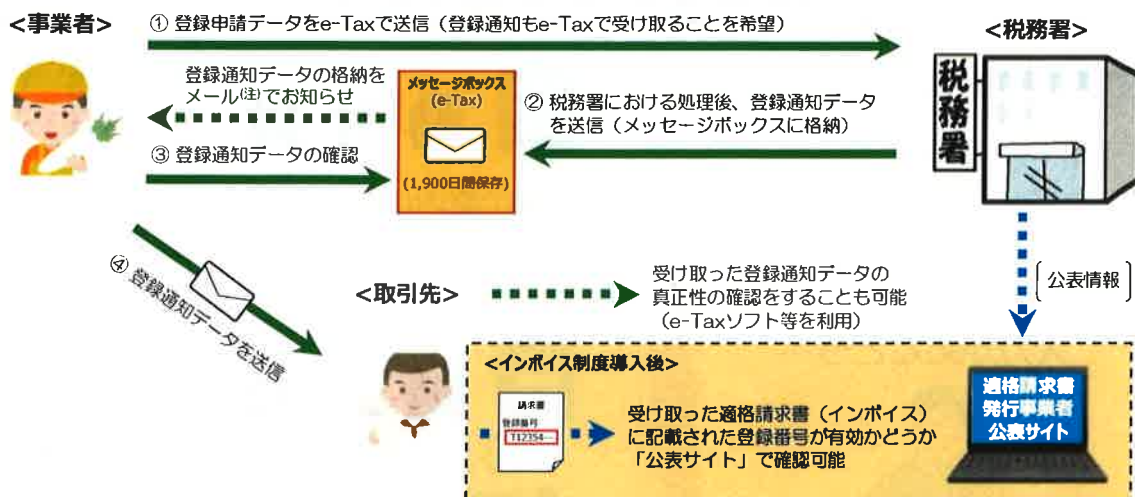 <事業者>
① 登録申請データをe-Taxで送信（登録通知もe-Taxで受け取ることを希望）
<税務署>
税務署
登録通知データの格納を
メール(注)でお知らせ
メッセージボックス
(e-Tax)
(1,900日間保存)
② 税務署における処理後、登録通知データ
を送信（メッセージボックスに格納）
③ 登録通知データの確認
④ 登録通知データを送信
<取引先>
受け取った登録通知データの
真正性の確認をすることも可能
（e-Taxソフト等を利用）
公表情報
<インボイス制度導入後>
請求書
登録番号
T12354…
受け取った適格請求書（インボイス）
に記載された登録番号が有効かどうか
「公表サイト」で確認可能
適格請求書
発行事業者
公表サイト